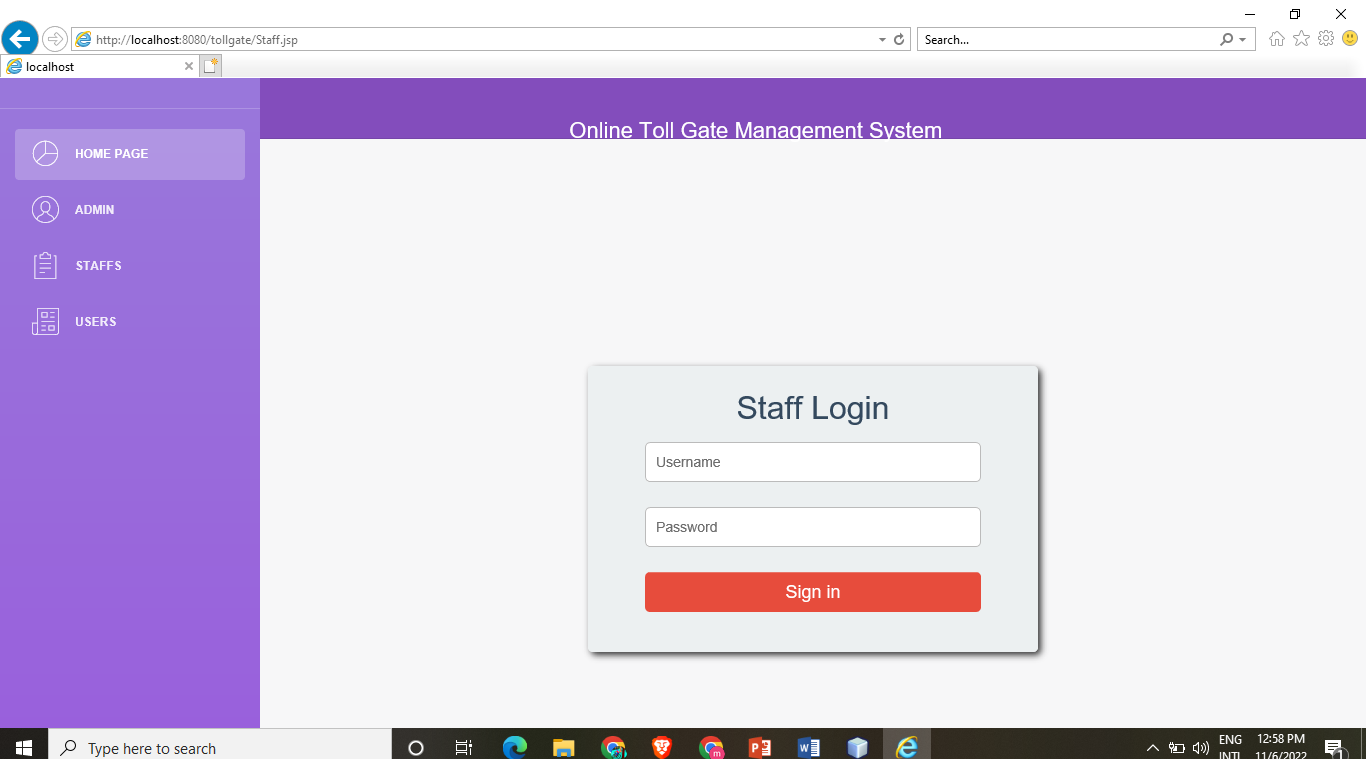 http://localhost:8080/tollgate/Staff.jsp
Search...
localhost
Online Toll Gate Management System
HOME PAGE
ADMIN
STAFFS
USERS
Staff Login
Username
Password
Sign in
Type here to search
ENG
INTL
12:58 PM
11/6/2022
1